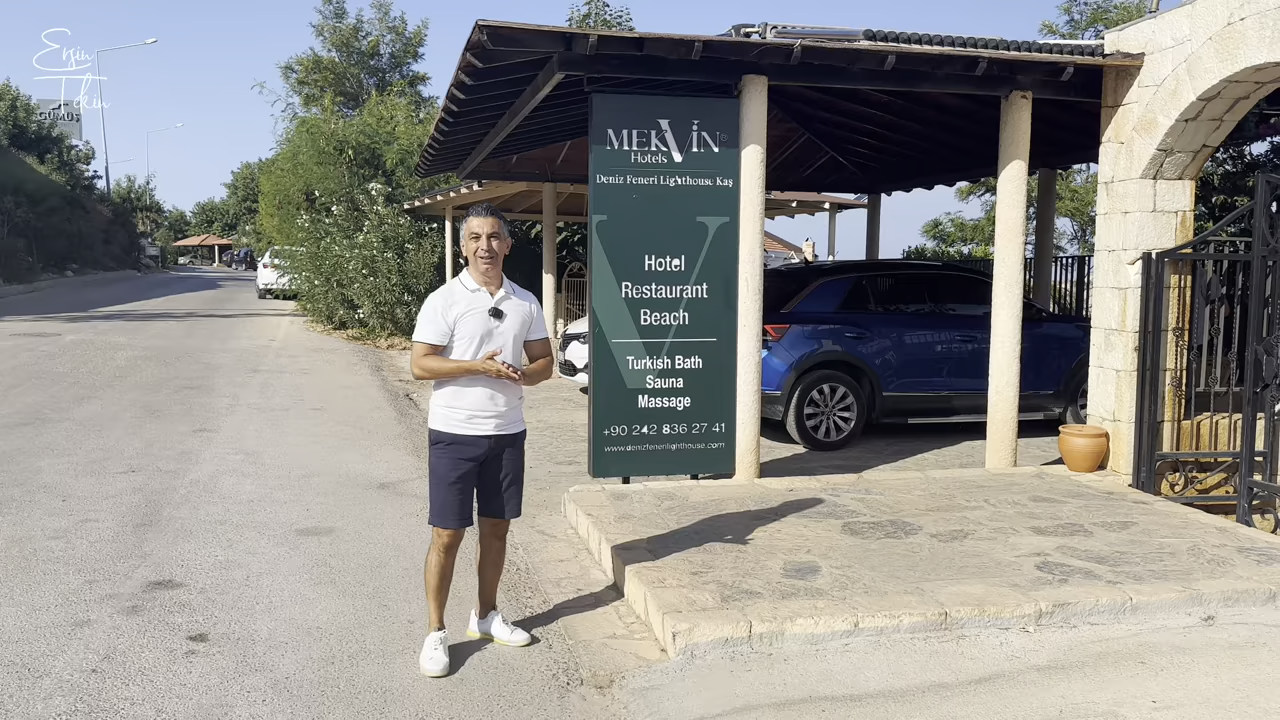 Ersin
Tekin
GÜMÜŞ
MEKVİN®
Hotels
Deniz Feneri Lighthouse Kaş
Hotel
Restaurant
Beach
Turkish Bath
Sauna
Massage
+90 242 836 27 41
www.denizfenerilighthouse.com